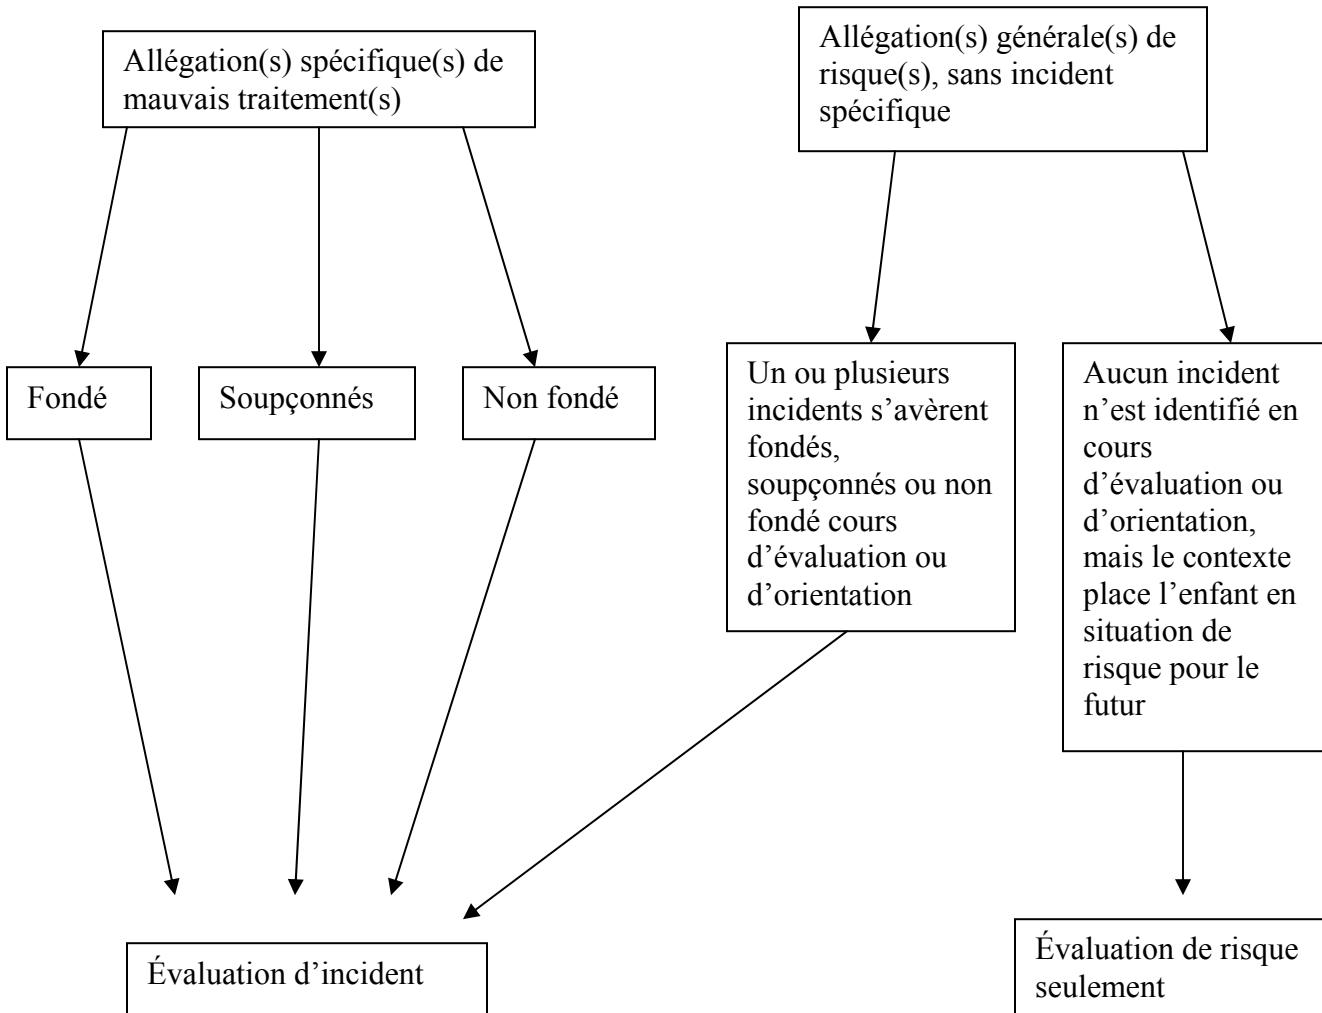 Allégation(s) spécifique(s) de
mauvais traitement(s)
Allégation(s) générale(s) de
risque(s), sans incident
spécifique
Fondé
Soupçonnés
Non fondé
Un ou plusieurs
incidents s’avèrent
fondés,
soupçonnés ou non
fondé cours
d’évaluation ou
d’orientation
Aucun incident
n’est identifié en
cours
d’évaluation ou
d’orientation,
mais le contexte
place l’enfant en
situation de
risque pour le
futur
Évaluation d’incident
Évaluation de risque
seulement